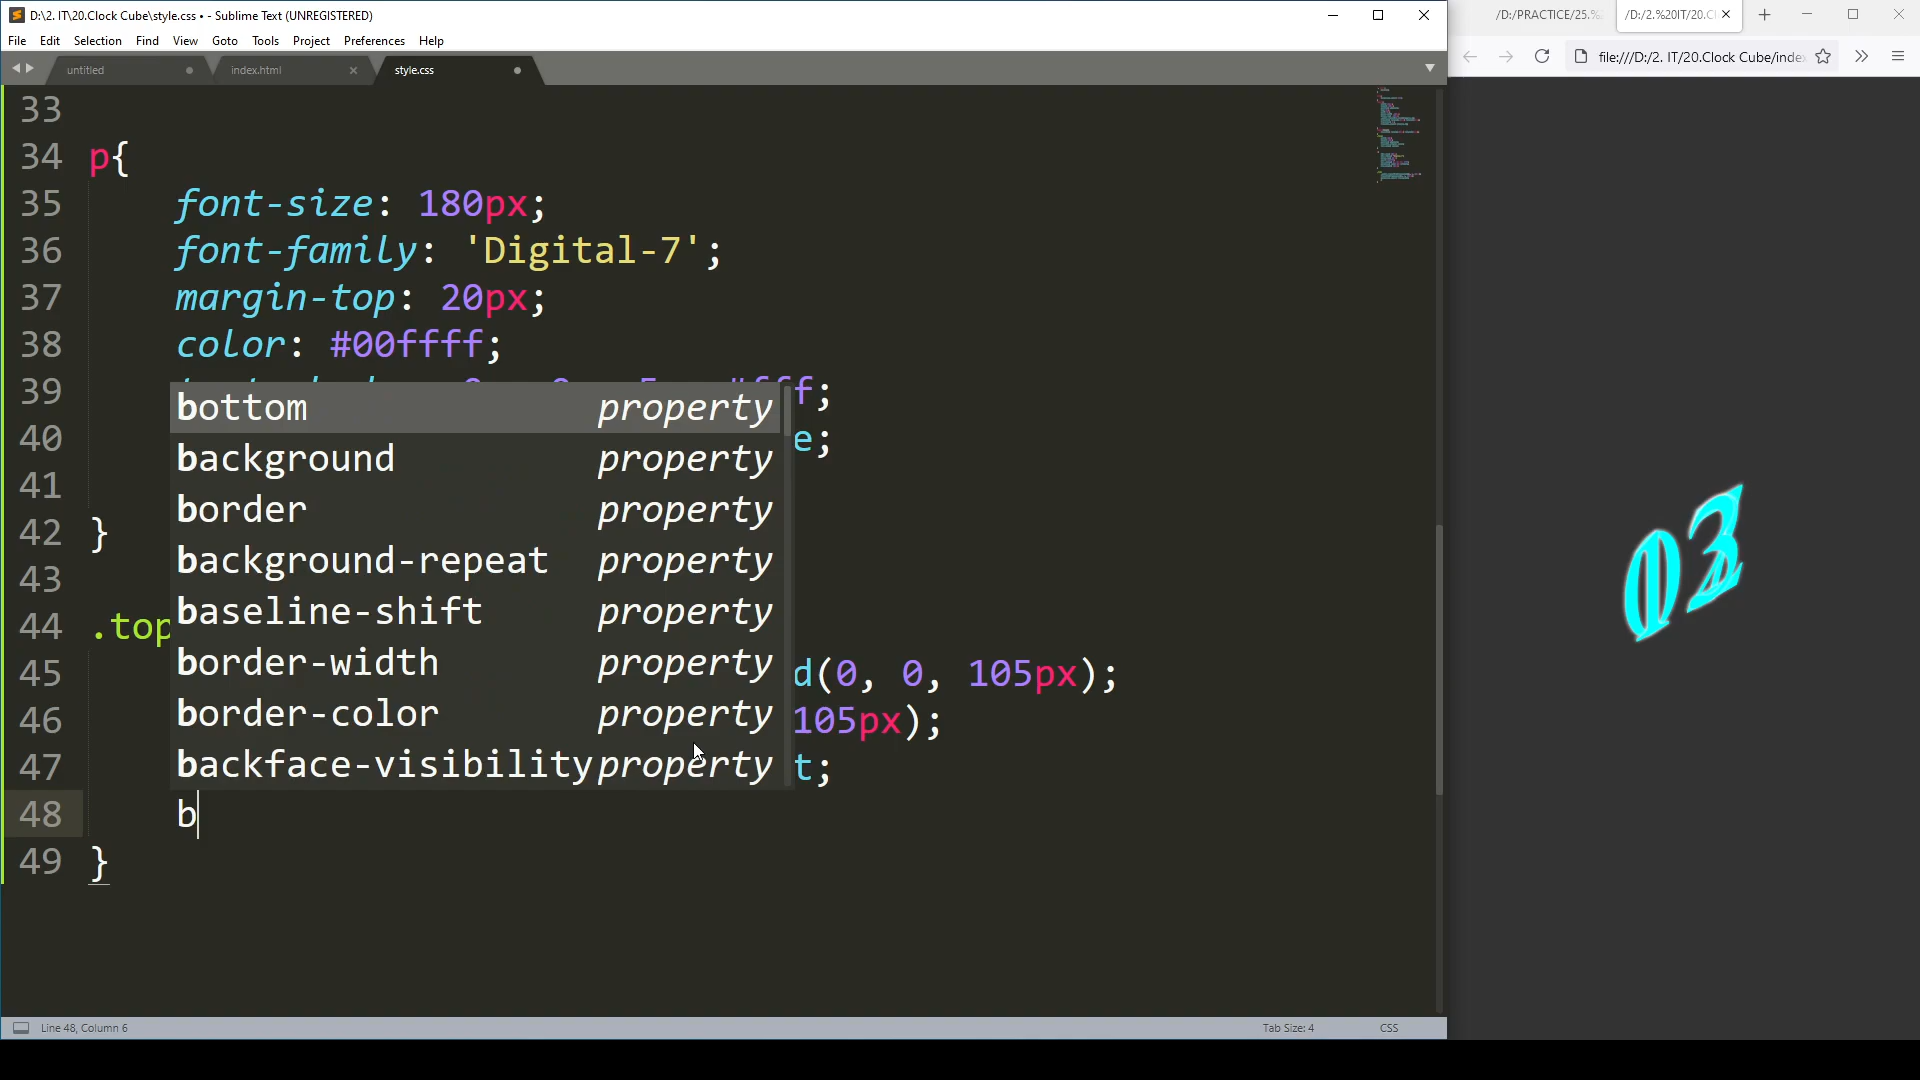 D:\2. IT\20.Clock Cube\style.css • - Sublime Text (UNREGISTERED)
File Edit Selection Find View Goto Tools Project Preferences Help
untitled
index.html
style.css
33
34 p{
35 font-size: 180px;
36 font-family: 'Digital-7';
37 margin-top: 20px;
38 color: #00ffff;
39 #fff;
40 e;
41
42 }
43
44 .top
45 d(0, 0, 105px);
46 105px);
47 t;
48 b
49 }
bottom property
background property
border property
background-repeat property
baseline-shift property
border-width property
border-color property
backface-visibility property
Line 48, Column 6
Tab Size: 4
CSS
/D:/PRACTICE/25.%
/D:/2.%20IT/20.Cl
file:///D:/2. IT/20.Clock Cube/index
03